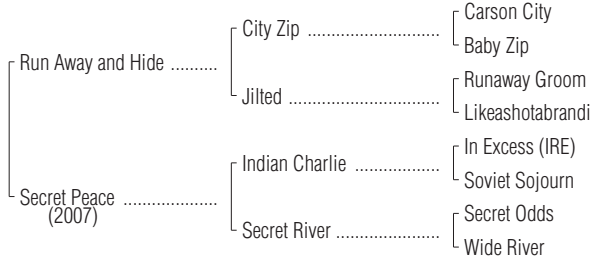 Carson City
City Zip ........................
Baby Zip
Run Away and Hide ..........
Runaway Groom
Jilted ............................
Likeashotabrandi
In Excess (IRE)
Indian Charlie ...............
Soviet Sojourn
Secret Peace ..................
(2007)
Secret Odds
Secret River ...................
Wide River